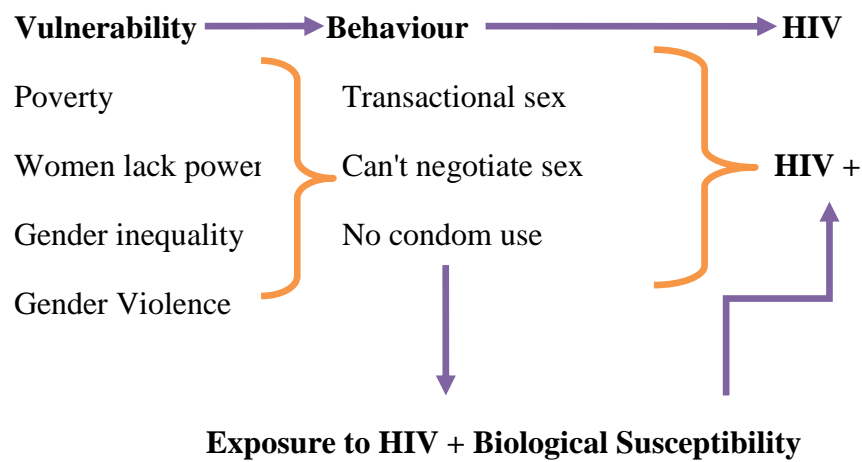 Vulnerability Behaviour HIV
Poverty Transactional sex
Women lack power Can't negotiate sex HIV +
Gender inequality No condom use
Gender Violence
Exposure to HIV + Biological Susceptibility